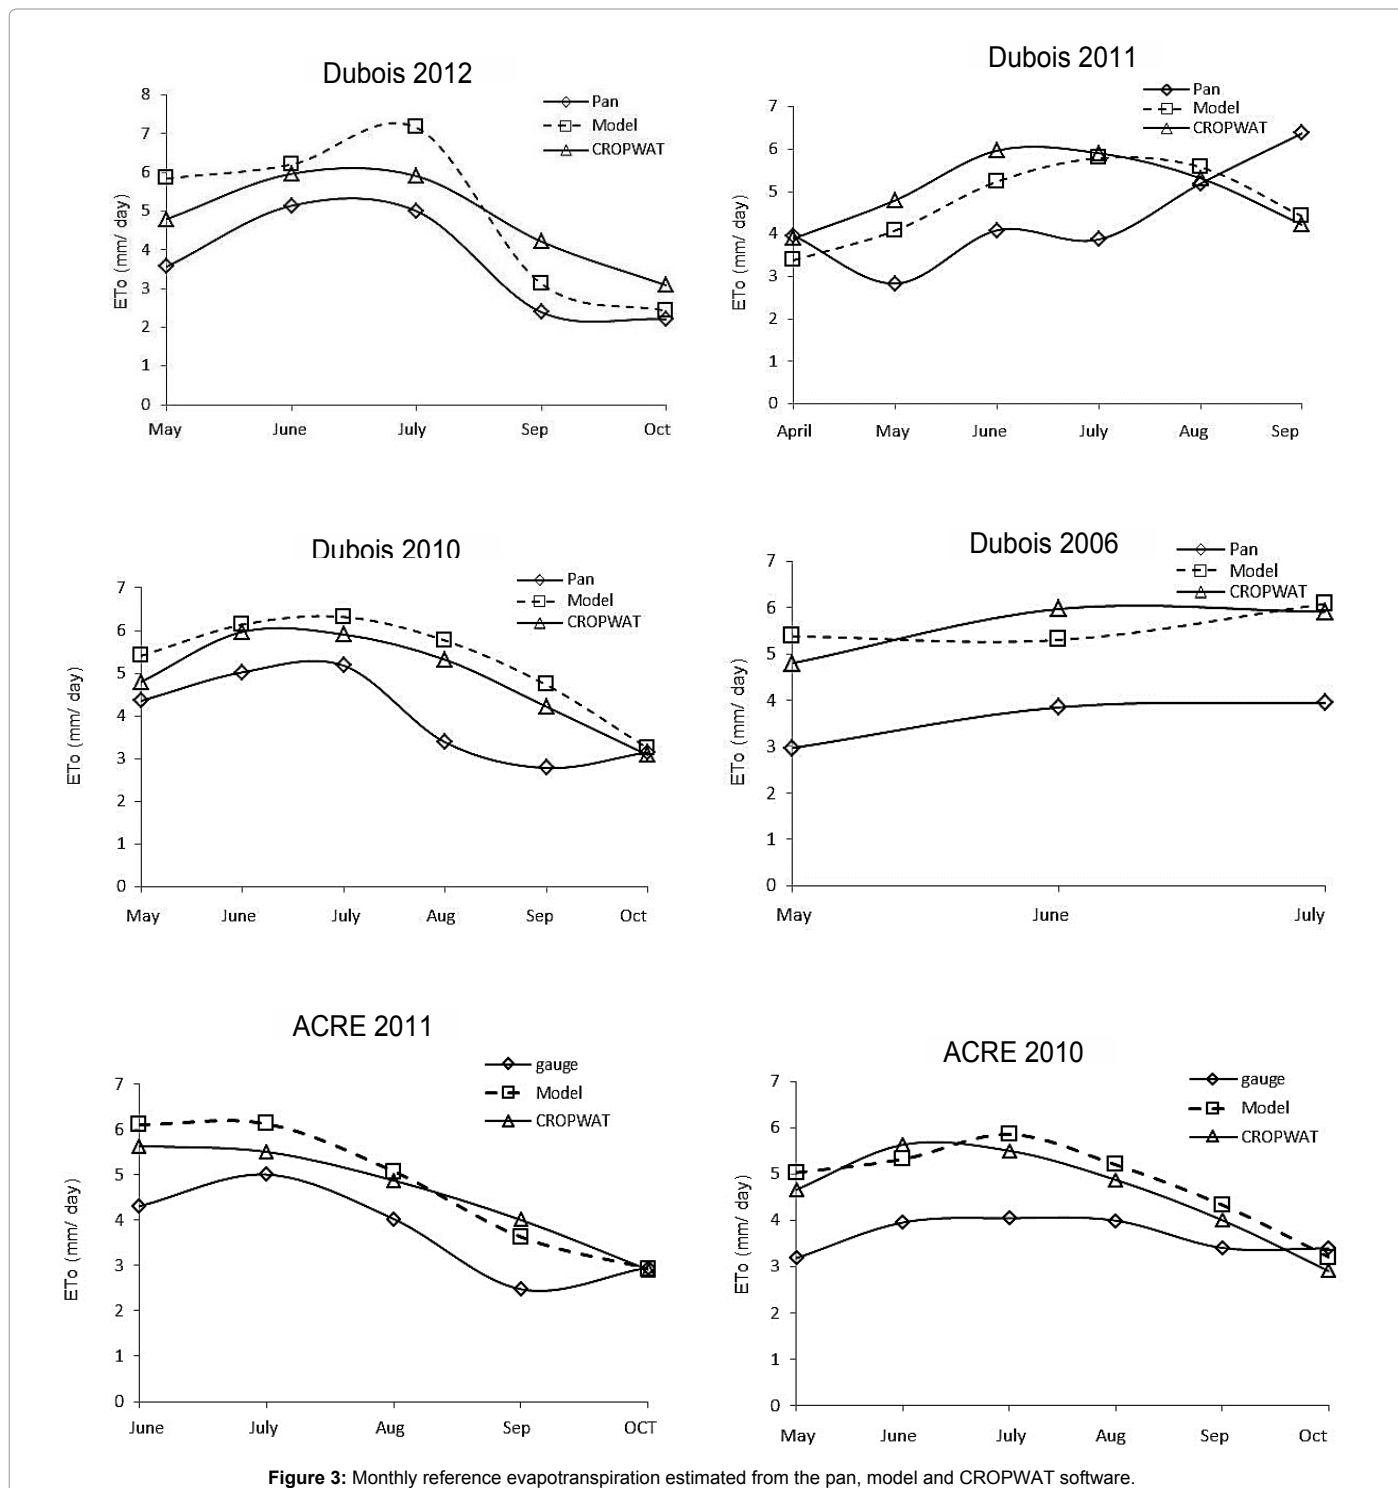 Dubois 2012
Pan
Model
CROPWAT
ETo (mm/ day)
8
7
6
5
4
3
2
1
0
May June July Sep Oct
Dubois 2011
Pan
Model
CROPWAT
ETo (mm/ day)
7
6
5
4
3
2
1
0
April May June July Aug Sep
Dubois 2010
Pan
Model
CROPWAT
ETo (mm/ day)
7
6
5
4
3
2
1
0
May June July Aug Sep Oct
Dubois 2006
Pan
Model
CROPWAT
ETo (mm/ day)
7
6
5
4
3
2
1
0
May June July
ACRE 2011
gauge
Model
CROPWAT
ETo (mm/ day)
7
6
5
4
3
2
1
0
June July Aug Sep OCT
ACRE 2010
gauge
Model
CROPWAT
ETo (mm/ day)
7
6
5
4
3
2
1
0
May June July Aug Sep Oct
Figure 3: Monthly reference evapotranspiration estimated from the pan, model and CROPWAT software.